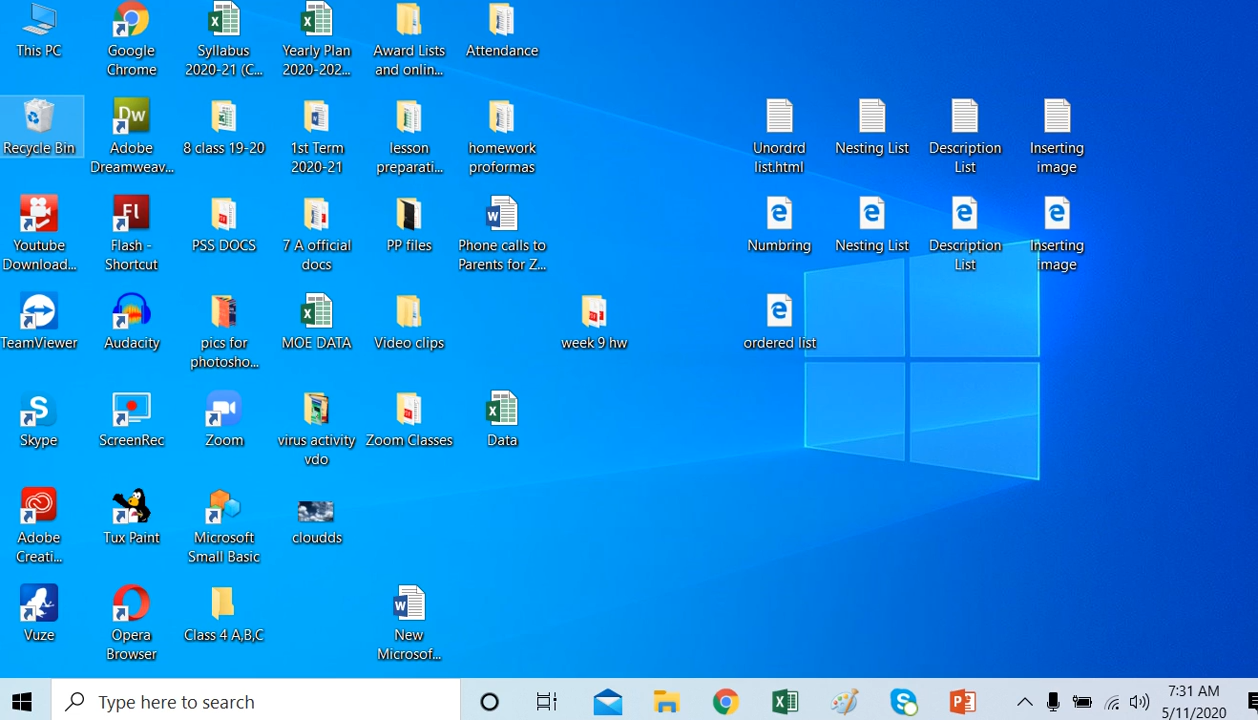 This PC
Google
Chrome
Syllabus
2020-21 (C...
Yearly Plan
2020-202...
Award Lists
and onlin...
Attendance
Recycle Bin
Dw
Adobe
Dreamweav...
8 class 19-20
1st Term
2020-21
lesson
preparati...
homework
proformas
Unordrd
list.html
Nesting List
Description
List
Inserting
image
Youtube
Download...
Fl
Flash -
Shortcut
PSS DOCS
7 A official
docs
PP files
Phone calls to
Parents for Z...
Numbring
Nesting List
Description
List
Inserting
image
TeamViewer
Audacity
pics for
photosho...
MOE DATA
Video clips
week 9 hw
ordered list
Skype
ScreenRec
Zoom
virus activity
vdo
Zoom Classes
Data
Adobe
Creati...
Tux Paint
Microsoft
Small Basic
cloudds
Vuze
Opera
Browser
Class 4 A,B,C
New
Microsof...
Type here to search
7:31 AM
5/11/2020